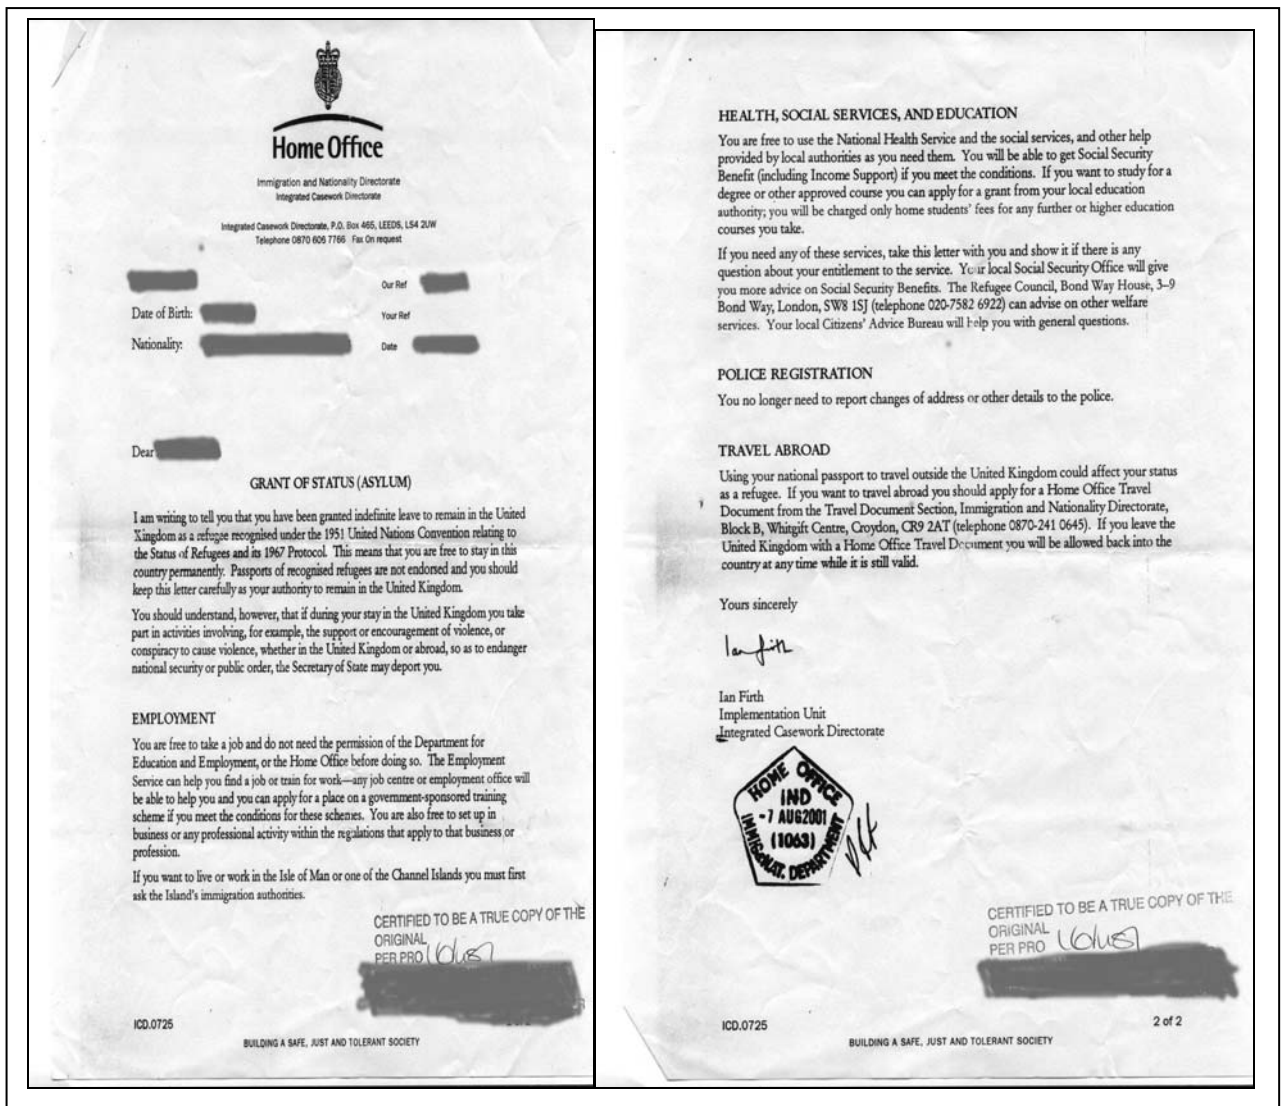 Home Office
Immigration and Nationality Directorate
Integrated Casework Directorate
Integrated Casework Directorate, P.O. Box 465, LEEDS, LS4 2UW
Telephone 0870 606 7766 Fax On request
Our Ref
Date of Birth:
Your Ref
Nationality:
Date
Dear
GRANT OF STATUS (ASYLUM)
I am writing to tell you that you have been granted indefinite leave to remain in the United
Kingdom as a refugee recognised under the 1951 United Nations Convention relating to
the Status of Refugees and its 1967 Protocol. This means that you are free to stay in this
country permanently. Passports of recognised refugees are not endorsed and you should
keep this letter carefully as your authority to remain in the United Kingdom.
You should understand, however, that if during your stay in the United Kingdom you take
part in activities involving, for example, the support or encouragement of violence, or
conspiracy to cause violence, whether in the United Kingdom or abroad, so as to endanger
national security or public order, the Secretary of State may deport you.
EMPLOYMENT
You are free to take a job and do not need the permission of the Department for
Education and Employment, or the Home Office before doing so. The Employment
Service can help you find a job or train for work—any job centre or employment office will
be able to help you and you can apply for a place on a government-sponsored training
scheme if you meet the conditions for these schemes. You are also free to set up in
business or any professional activity within the regulations that apply to that business or
profession.
If you want to live or work in the Isle of Man or one of the Channel Islands you must first
ask the Island's immigration authorities.
CERTIFIED TO BE A TRUE COPY OF THE
ORIGINAL
PER PRO
ICD.0725
BUILDING A SAFE, JUST AND TOLERANT SOCIETY
HEALTH, SOCIAL SERVICES, AND EDUCATION
You are free to use the National Health Service and the social services, and other help
provided by local authorities as you need them. You will be able to get Social Security
Benefit (including Income Support) if you meet the conditions. If you want to study for a
degree or other approved course you can apply for a grant from your local education
authority; you will be charged only home students' fees for any further or higher education
courses you take.
If you need any of these services, take this letter with you and show it if there is any
question about your entitlement to the service. Your local Social Security Office will give
you more advice on Social Security Benefits. The Refugee Council, Bond Way House, 3–9
Bond Way, London, SW8 1SJ (telephone 020-7582 6922) can advise on other welfare
services. Your local Citizens' Advice Bureau will help you with general questions.
POLICE REGISTRATION
You no longer need to report changes of address or other details to the police.
TRAVEL ABROAD
Using your national passport to travel outside the United Kingdom could affect your status
as a refugee. If you want to travel abroad you should apply for a Home Office Travel
Document from the Travel Document Section, Immigration and Nationality Directorate,
Block B, Whitgift Centre, Croydon, CR9 2AT (telephone 0870-241 0645). If you leave the
United Kingdom with a Home Office Travel Document you will be allowed back into the
country at any time while it is still valid.
Yours sincerely
Ian Firth
Ian Firth
Implementation Unit
Integrated Casework Directorate
HOME OFFICE
IND
-7 AUG2001
(1063)
IMMIG. & NAT. DEPARTMENT
CERTIFIED TO BE A TRUE COPY OF THE
ORIGINAL
PER PRO
ICD.0725
2 of 2
BUILDING A SAFE, JUST AND TOLERANT SOCIETY